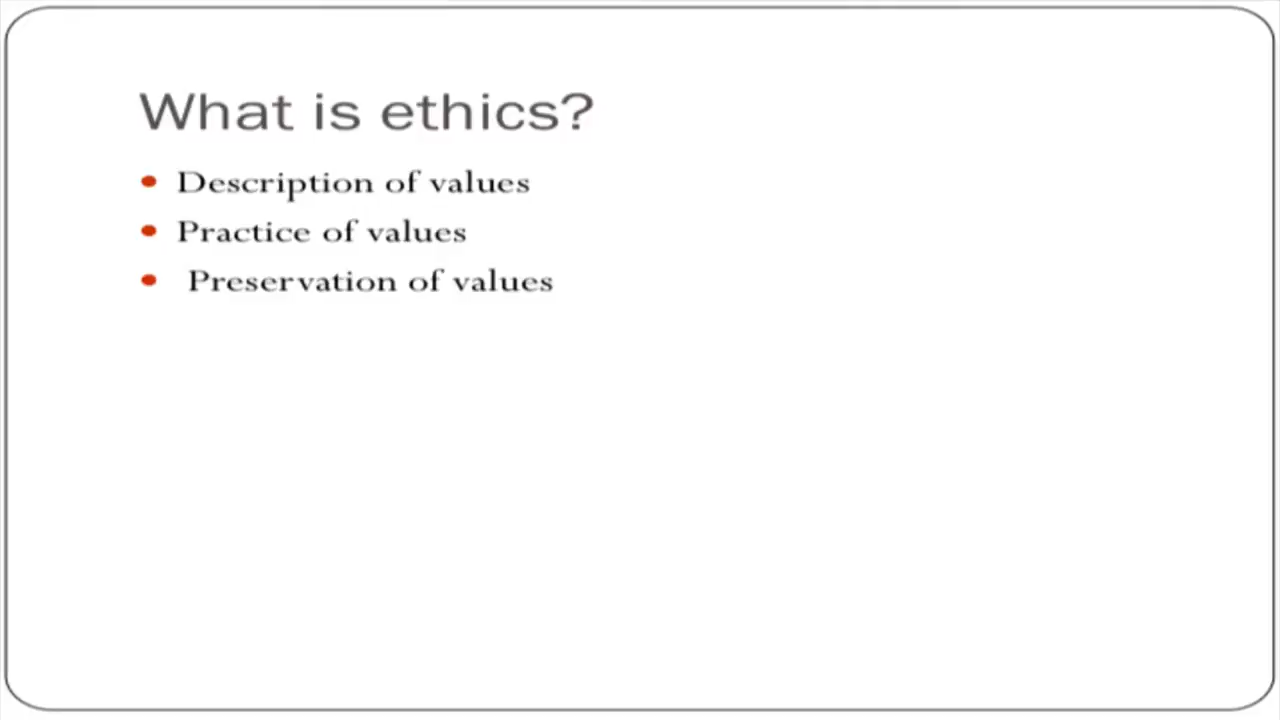 What is ethics?
• Description of values
• Practice of values
• Preservation of values